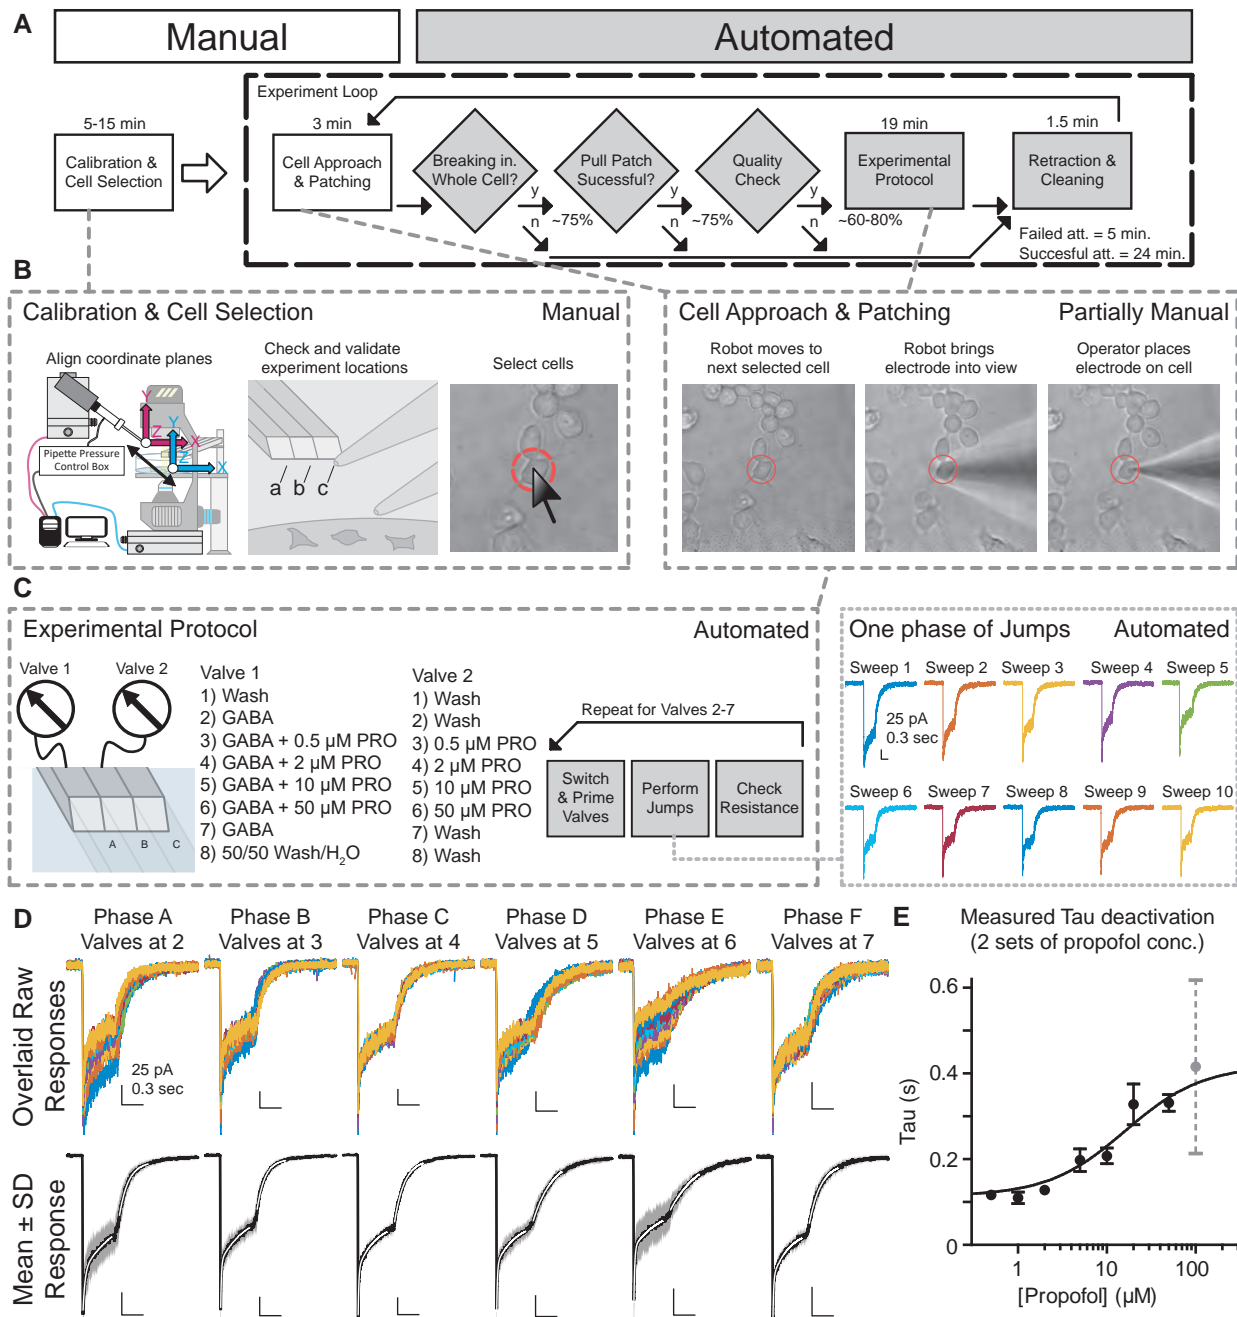 A
Manual
Automated
Experiment Loop
5-15 min
Calibration &
Cell Selection
3 min
Cell Approach
& Patching
Breaking in.
Whole Cell?
y
n
~75%
Pull Patch
Sucessful?
y
n
~75%
Quality
Check
y
n
~60-80%
19 min
Experimental
Protocol
1.5 min
Retraction &
Cleaning
Failed att. = 5 min.
Succesful att. = 24 min.
B
Calibration & Cell Selection
Manual
Align coordinate planes
Y
Z
X
Y
Z
X
Pipette Pressure
Control Box
Check and validate
experiment locations
a
b
c
Select cells
Cell Approach & Patching
Partially Manual
Robot moves to
next selected cell
Robot brings
electrode into view
Operator places
electrode on cell
C
Experimental Protocol
Automated
Valve 1
Valve 2
A
B
C
Valve 1
1) Wash
2) GABA
3) GABA + 0.5 µM PRO
4) GABA + 2 µM PRO
5) GABA + 10 µM PRO
6) GABA + 50 µM PRO
7) GABA
8) 50/50 Wash/H₂O
Valve 2
1) Wash
2) Wash
3) 0.5 µM PRO
4) 2 µM PRO
5) 10 µM PRO
6) 50 µM PRO
7) Wash
8) Wash
Repeat for Valves 2-7
Switch
& Prime
Valves
Perform
Jumps
Check
Resistance
One phase of Jumps
Automated
Sweep 1
Sweep 2
Sweep 3
Sweep 4
Sweep 5
25 pA
0.3 sec
Sweep 6
Sweep 7
Sweep 8
Sweep 9
Sweep 10
D
Phase A
Valves at 2
Phase B
Valves at 3
Phase C
Valves at 4
Phase D
Valves at 5
Phase E
Valves at 6
Phase F
Valves at 7
Overlaid Raw
Responses
25 pA
0.3 sec
Mean ± SD
Response
E
Measured Tau deactivation
(2 sets of propofol conc.)
Tau (s)
0.6
0.4
0.2
0
1
10
100
[Propofol] (µM)